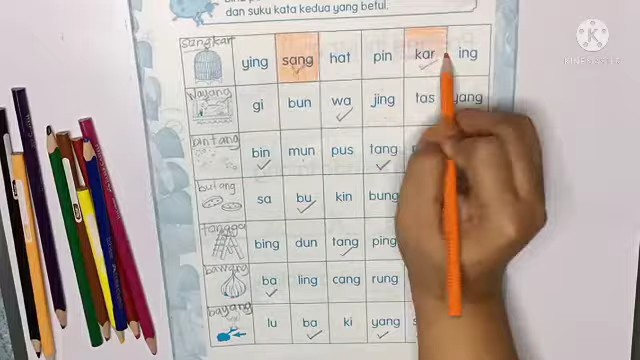 dan suku kata kedua yang betul.
KINEMASTER
Sangkar
ying sang hat pin kar ing
Wayang
gi bun wa jing tas yang
bintang
bin mun pus tang
butang
sa bu kin bung
tangga
bing dun tang ping
bawang
ba ling cang rung
bayang
lu ba ki yang